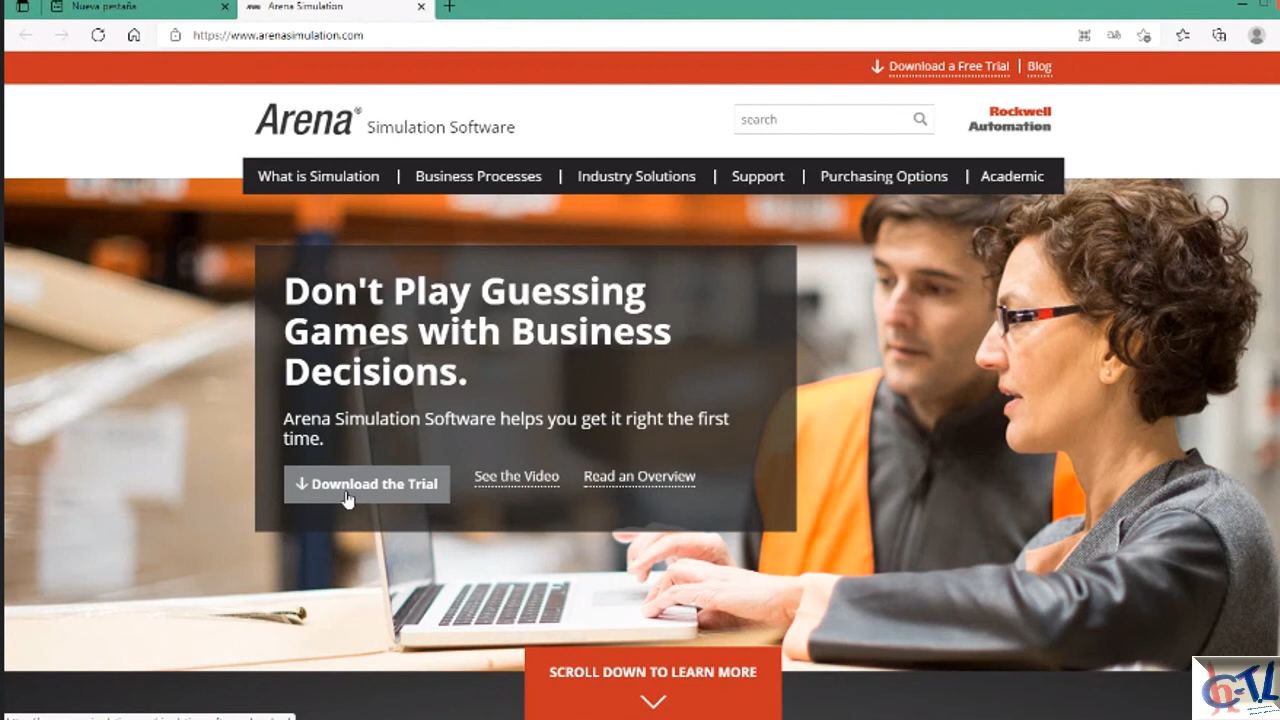 Nueva pestaña
Arena Simulation
https://www.arenasimulation.com
Download a Free Trial | Blog
Arena® Simulation Software
search
Rockwell
Automation
What is Simulation | Business Processes | Industry Solutions | Support | Purchasing Options | Academic
Don't Play Guessing
Games with Business
Decisions.
Arena Simulation Software helps you get it right the first
time.
Download the Trial
See the Video
Read an Overview
SCROLL DOWN TO LEARN MORE